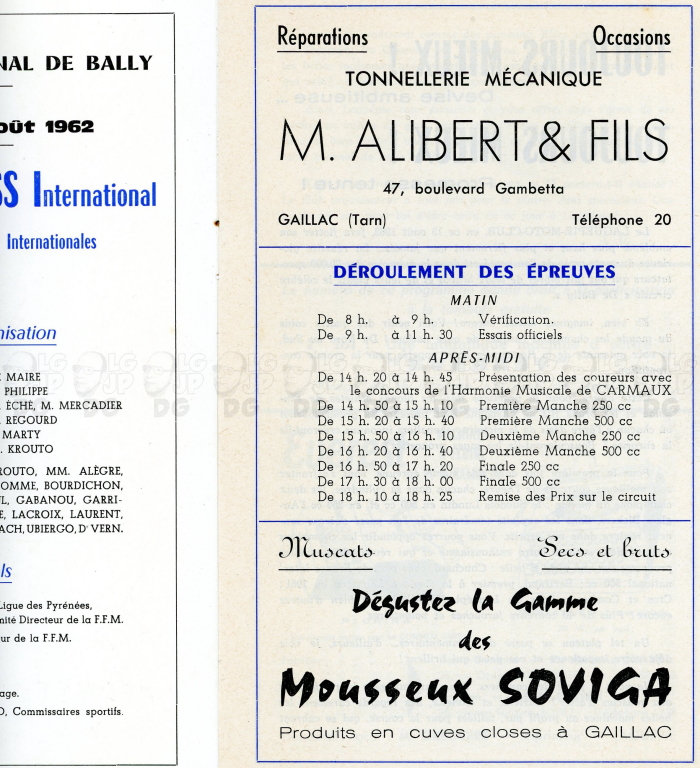 NAL DE BALLY
oût 1962
SS International
Internationales
nisation
MAIRE
PHILIPPE
ÉCHÉ, M. MERCADIER
REGOURD
MARTY
KROUTO
ROUTO, MM. ALÈGRE,
OMME, BOURDICHON,
UL, GABANOU, GARRI-
E, LACROIX, LAURENT,
ACH, UBIERGO, Dr VERN.
ls
Ligue des Pyrénées,
mité Directeur de la F.F.M.
ur de la F.F.M.
age.
O, Commissaires sportifs.
Réparations Occasions
TONNELLERIE MÉCANIQUE
M. ALIBERT & FILS
47, boulevard Gambetta
GAILLAC (Tarn) Téléphone 20
DÉROULEMENT DES ÉPREUVES
MATIN
De 8 h. à 9 h. Vérification.
De 9 h. à 11 h. 30 Essais officiels
APRÈS-MIDI
De 14 h. 20 à 14 h. 45 Présentation des coureurs avec
le concours de l'Harmonie Musicale de CARMAUX
De 14 h. 50 à 15 h. 10 Première Manche 250 cc
De 15 h. 20 à 15 h. 40 Première Manche 500 cc
De 15 h. 50 à 16 h. 10 Deuxième Manche 250 cc
De 16 h. 20 à 16 h. 40 Deuxième Manche 500 cc
De 16 h. 50 à 17 h. 20 Finale 250 cc
De 17 h. 30 à 18 h. 00 Finale 500 cc
De 18 h. 10 à 18 h. 25 Remise des Prix sur le circuit
Muscats Secs et bruts
Dégustez la Gamme
des
Mousseux SOVIGA
Produits en cuves closes à GAILLAC